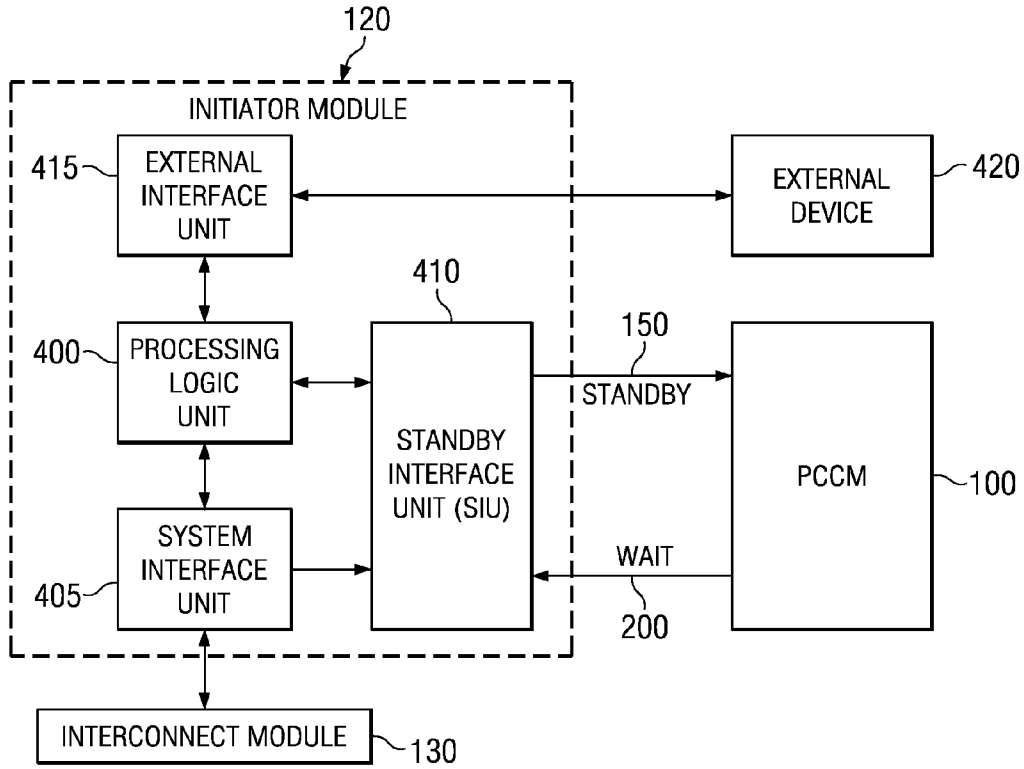 120
INITIATOR MODULE
415
EXTERNAL
INTERFACE
UNIT
EXTERNAL
DEVICE
420
410
400
PROCESSING
LOGIC
UNIT
150
STANDBY
STANDBY
INTERFACE
UNIT (SIU)
PCCM
100
SYSTEM
INTERFACE
UNIT
405
WAIT
200
INTERCONNECT MODULE
130